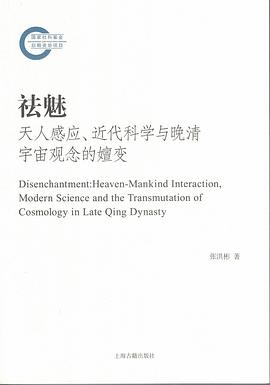 国家社科基金
后期资助项目
祛魅
天人感应、近代科学与晚清
宇宙观念的嬗变
Disenchantment:Heaven-Mankind Interaction,
Modern Science and the Transmutation of
Cosmology in Late Qing Dynasty
张洪彬 著
上海古籍出版社